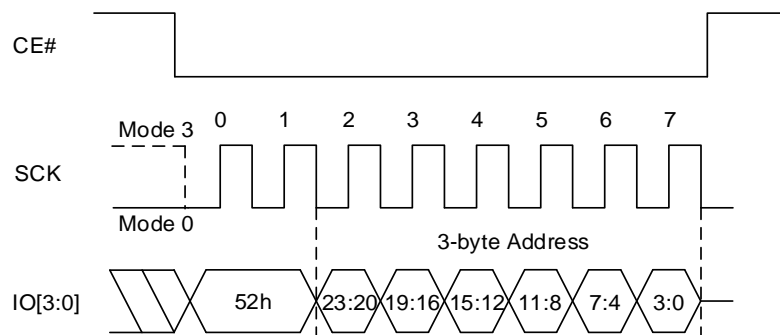 CE#
Mode 3
0 1 2 3 4 5 6 7
SCK
Mode 0
3-byte Address
IO[3:0]
52h 23:20 19:16 15:12 11:8 7:4 3:0